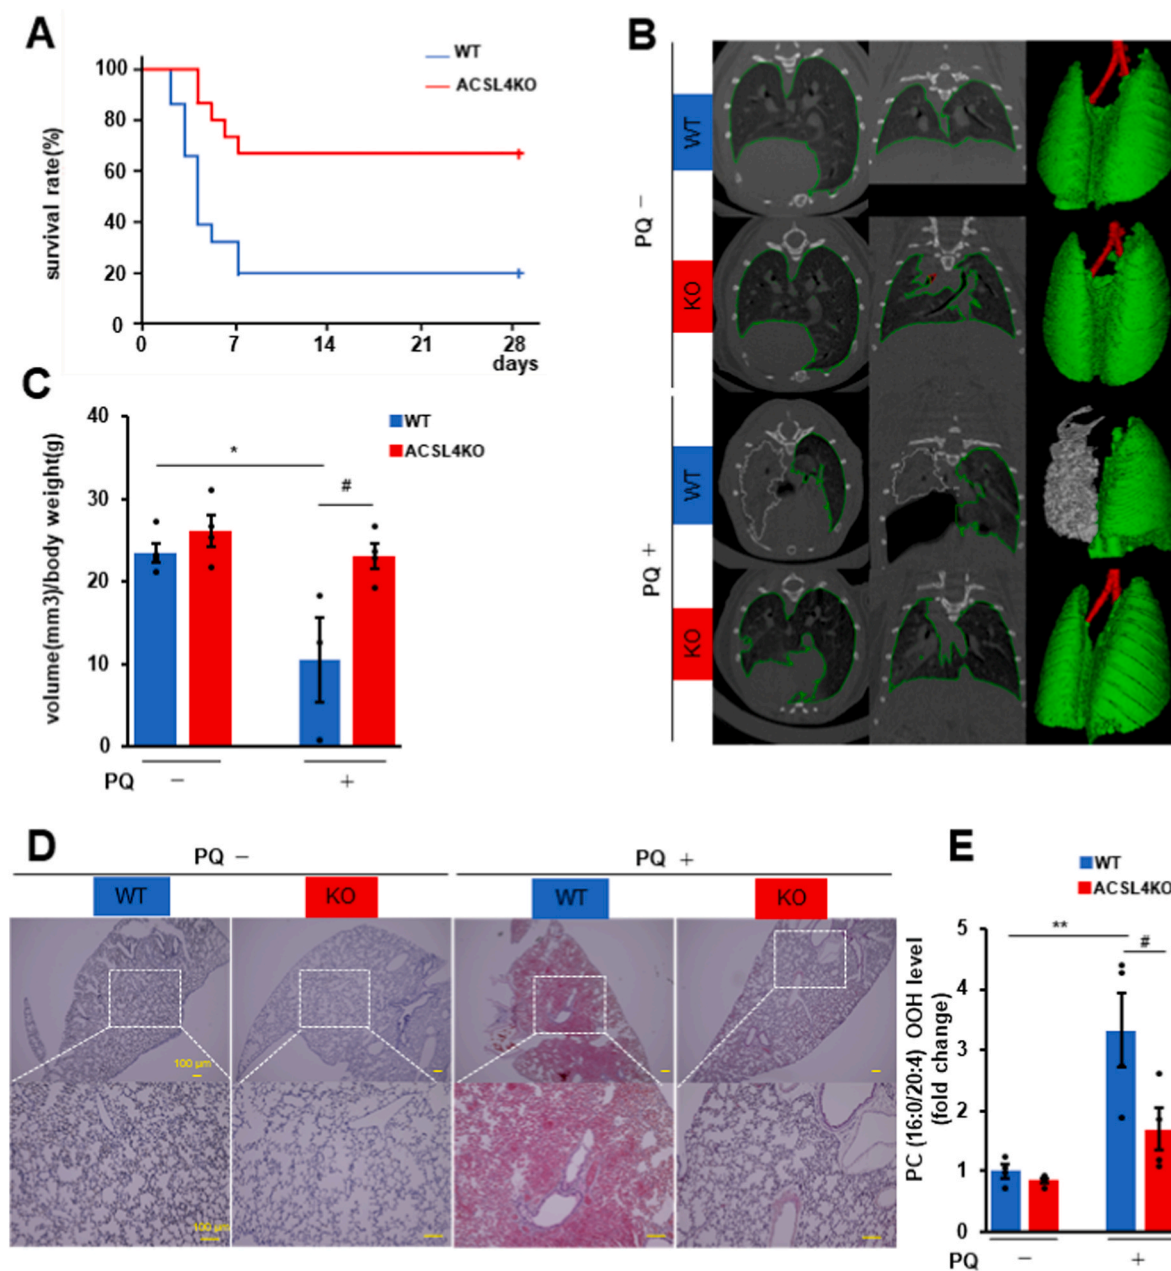 A
WT
ACSL4KO
survival rate(%)
100
80
60
40
20
0
0 7 14 21 28
days
B
PQ −
WT
KO
PQ +
WT
KO
C
WT
ACSL4KO
volume(mm3)/body weight(g)
40
30
20
10
0
*
#
PQ − +
D
PQ − PQ +
WT KO WT KO
100 μm
100 μm
E
WT
ACSL4KO
PC (16:0/20:4) OOH level
(fold change)
5
4
3
2
1
0
**
#
PQ − +